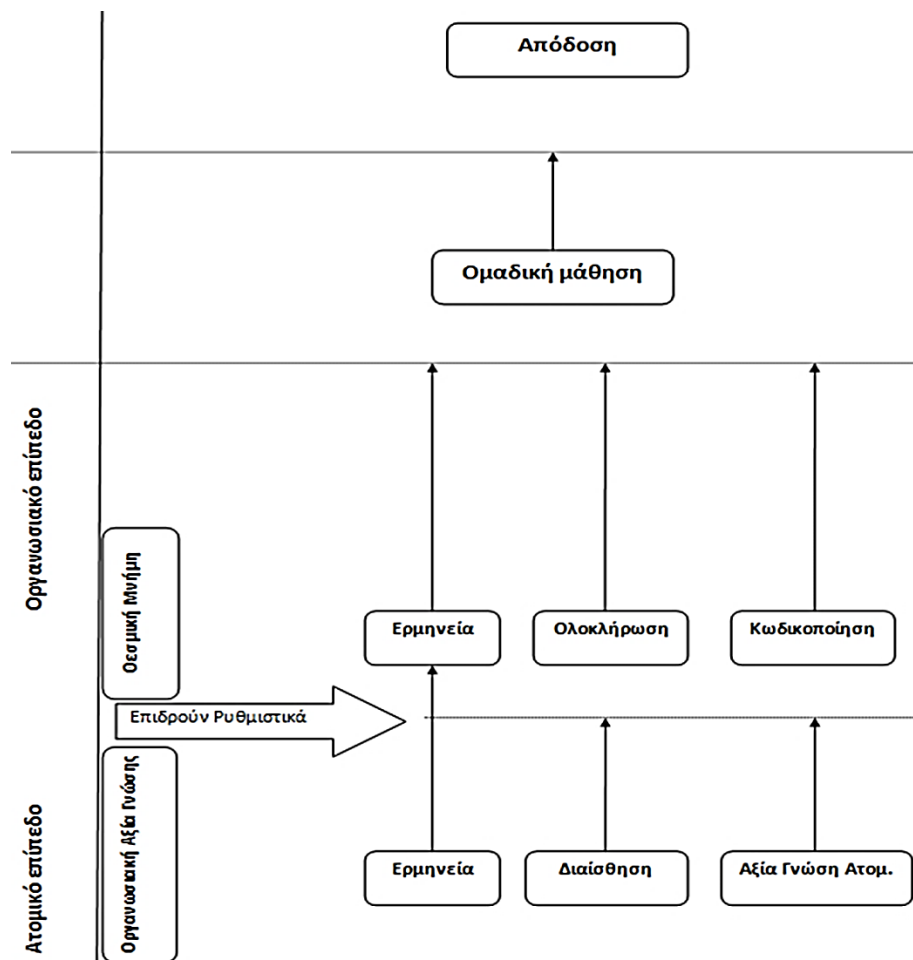 Απόδοση
Ομαδική μάθηση
Οργανωσιακό επίπεδο
Θεσμική Μνήμη
Ερμηνεία
Ολοκλήρωση
Κωδικοποίηση
Επιδρούν Ρυθμιστικά
Ατομικό επίπεδο
Οργανωσιακή Αξία Γνώσης
Ερμηνεία
Διαίσθηση
Αξία Γνώση Ατομ.